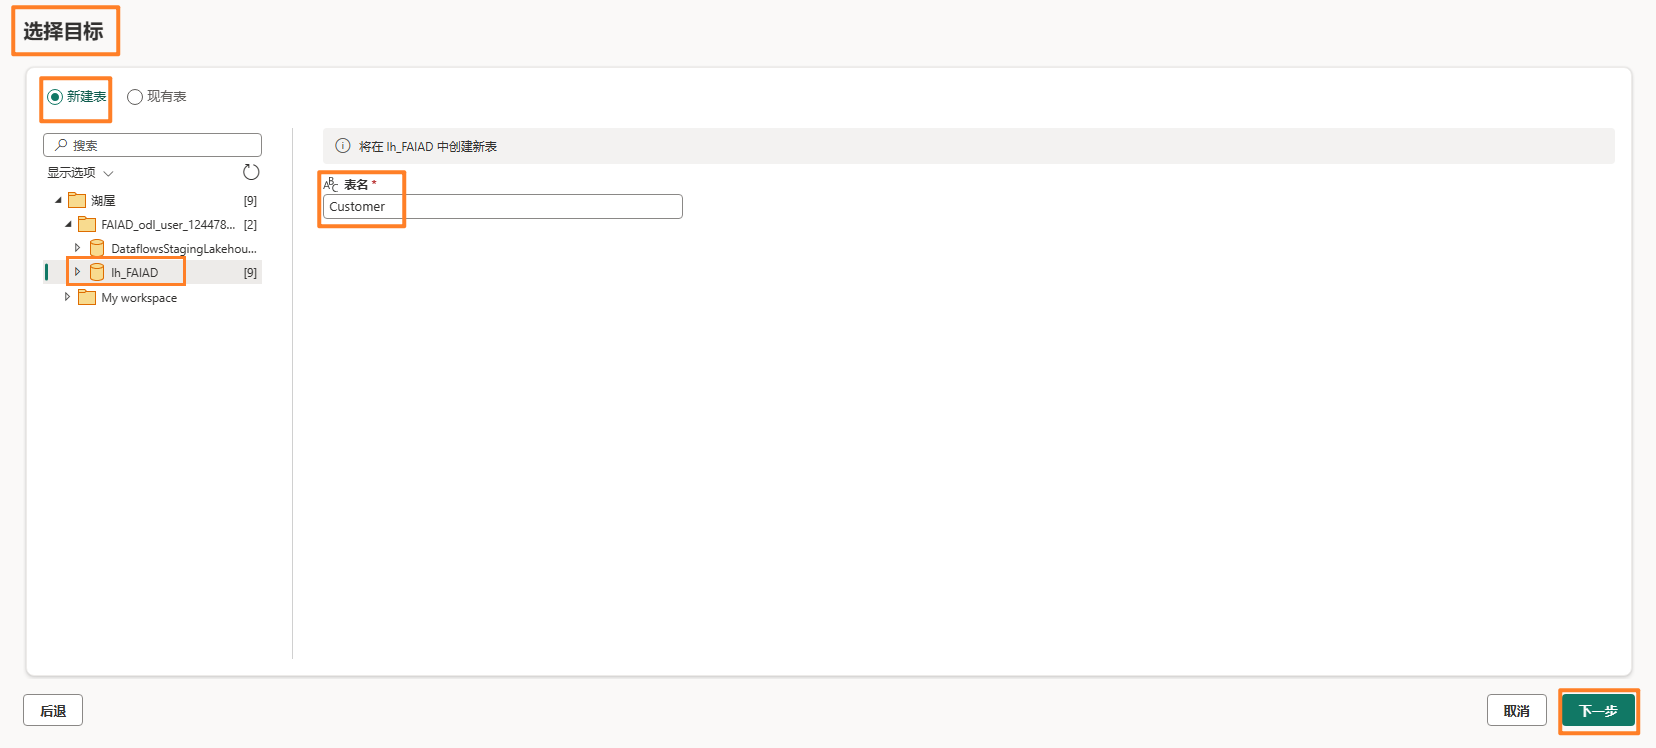 选择目标
新建表 现有表
搜索
显示选项
湖屋 [9]
FAIAD_odl_user_124478... [2]
DataflowsStagingLakehou...
lh_FAIAD [9]
My workspace
将在 lh_FAIAD 中创建新表
ABC 表名 *
Customer
后退
取消
下一步